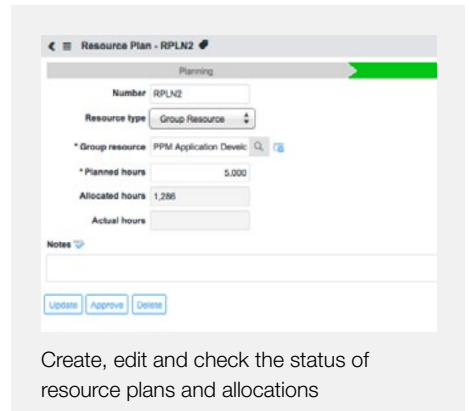 Resource Plan - RPLN2
Planning
Number RPLN2
Resource type Group Resource
* Group resource PPM Application Develc
* Planned hours 5,000
Allocated hours 1,286
Actual hours
Notes
Update Approve Delete
Create, edit and check the status of
resource plans and allocations